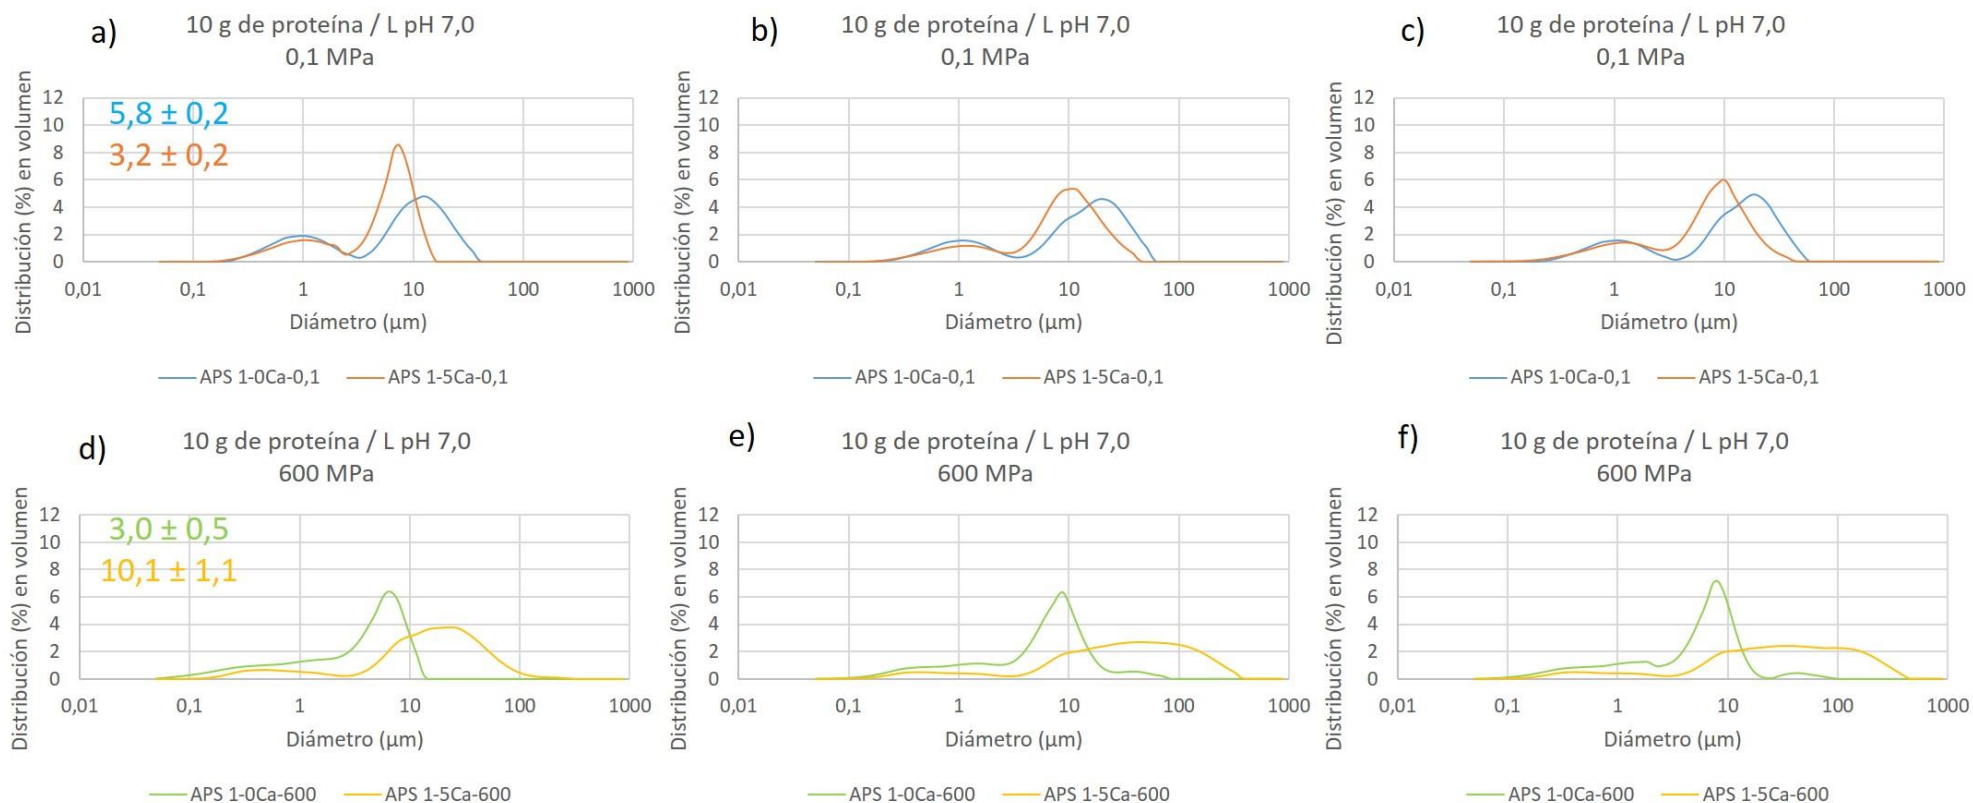 a)
10 g de proteína / L pH 7,0
0,1 MPa
Distribución (%) en volumen
12
10
8
6
4
2
0
5,8 ± 0,2
3,2 ± 0,2
0,01 0,1 1 10 100 1000
Diámetro (µm)
APS 1-0Ca-0,1 APS 1-5Ca-0,1
b)
10 g de proteína / L pH 7,0
0,1 MPa
Distribución (%) en volumen
12
10
8
6
4
2
0
0,01 0,1 1 10 100 1000
Diámetro (µm)
APS 1-0Ca-0,1 APS 1-5Ca-0,1
c)
10 g de proteína / L pH 7,0
0,1 MPa
Distribución (%) en volumen
12
10
8
6
4
2
0
0,01 0,1 1 10 100 1000
Diámetro (µm)
APS 1-0Ca-0,1 APS 1-5Ca-0,1
d)
10 g de proteína / L pH 7,0
600 MPa
Distribución (%) en volumen
12
10
8
6
4
2
0
3,0 ± 0,5
10,1 ± 1,1
0,01 0,1 1 10 100 1000
Diámetro (µm)
APS 1-0Ca-600 APS 1-5Ca-600
e)
10 g de proteína / L pH 7,0
600 MPa
Distribución (%) en volumen
12
10
8
6
4
2
0
0,01 0,1 1 10 100 1000
Diámetro (µm)
APS 1-0Ca-600 APS 1-5Ca-600
f)
10 g de proteína / L pH 7,0
600 MPa
Distribución (%) en volumen
12
10
8
6
4
2
0
0,01 0,1 1 10 100 1000
Diámetro (µm)
APS 1-0Ca-600 APS 1-5Ca-600